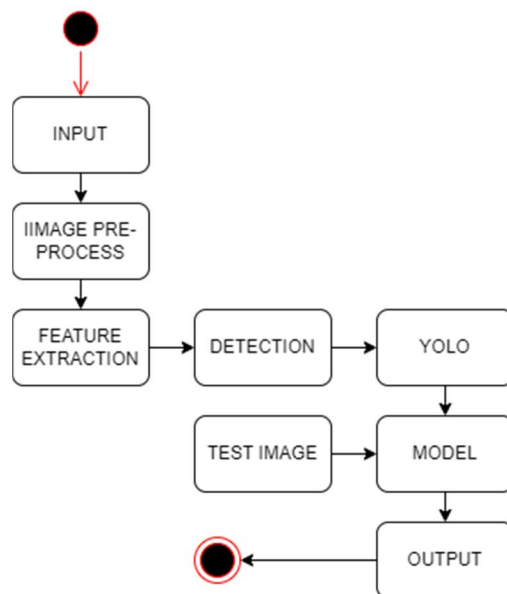 INPUT
IIMAGE PRE-
PROCESS
FEATURE
EXTRACTION
DETECTION
YOLO
TEST IMAGE
MODEL
OUTPUT